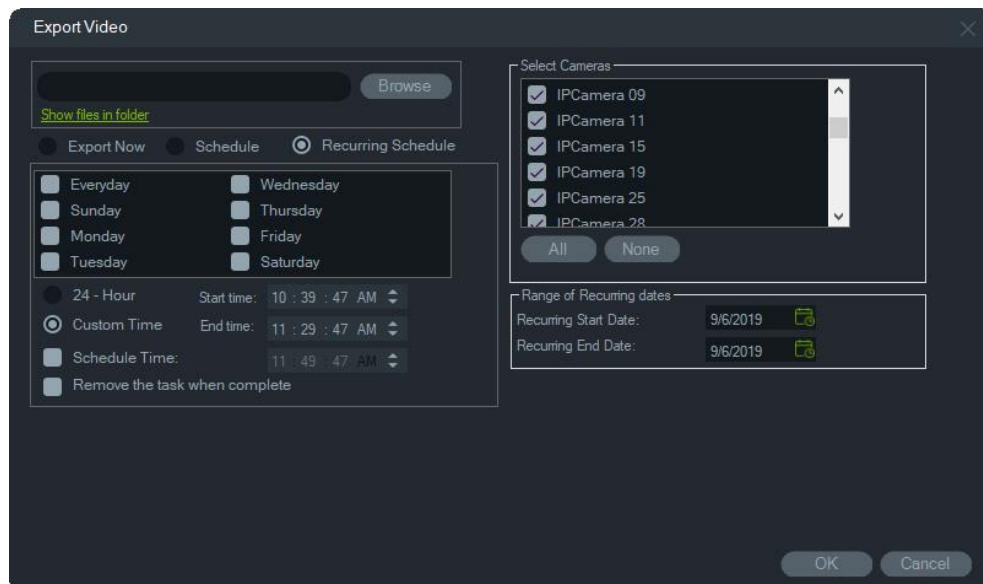 Export Video
Browse
Show files in folder
Export Now Schedule Recurring Schedule
Everyday Wednesday
Sunday Thursday
Monday Friday
Tuesday Saturday
24 - Hour Start time: 10 : 39 : 47 AM
Custom Time End time: 11 : 29 : 47 AM
Schedule Time: 11 : 49 : 47 AM
Remove the task when complete
Select Cameras
IPCamera 09
IPCamera 11
IPCamera 15
IPCamera 19
IPCamera 25
IPCamera 28
All None
Range of Recurring dates
Recurring Start Date: 9/6/2019
Recurring End Date: 9/6/2019
OK Cancel